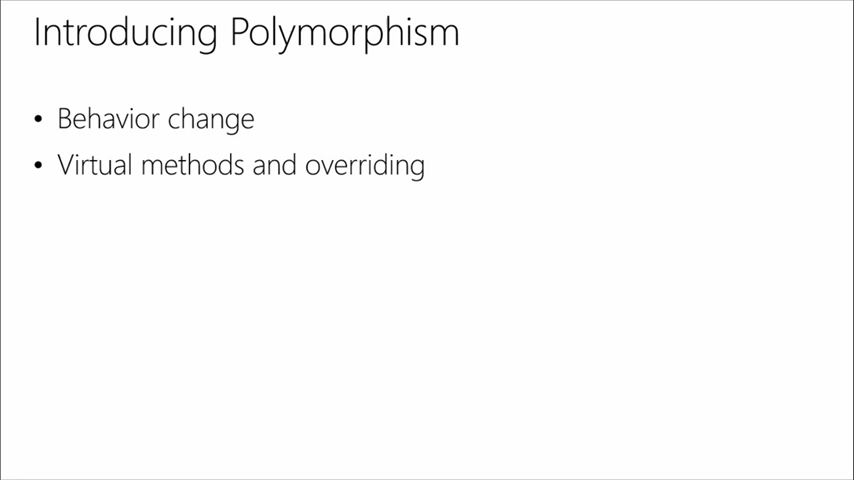 Introducing Polymorphism
• Behavior change
• Virtual methods and overriding